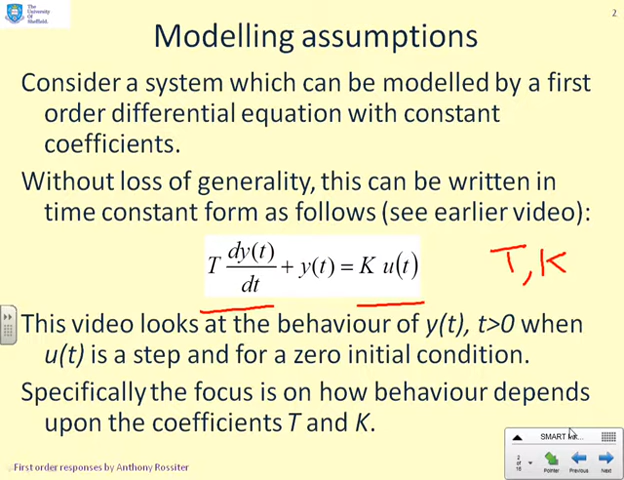 The
University
Of
Sheffield.
2
Modelling assumptions
Consider a system which can be modelled by a first
order differential equation with constant
coefficients.
Without loss of generality, this can be written in
time constant form as follows (see earlier video):
T dy(t)/dt + y(t) = K u(t)
T, K
This video looks at the behaviour of y(t), t>0 when
u(t) is a step and for a zero initial condition.
Specifically the focus is on how behaviour depends
upon the coefficients T and K.
First order responses by Anthony Rossiter
Pointer
Previous
Next